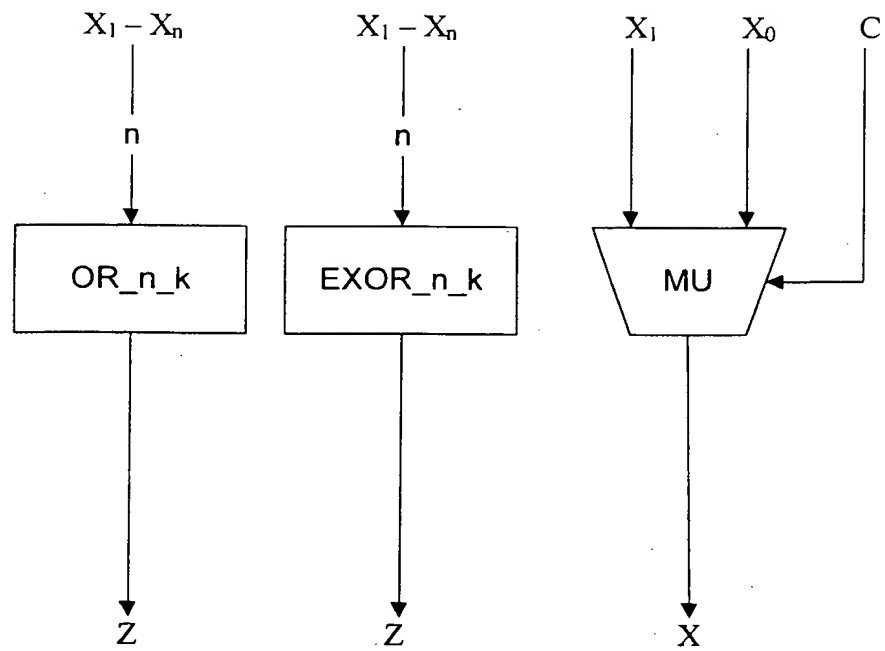 X₁ – Xₙ X₁ – Xₙ X₁ X₀ C
n n
OR_n_k EXOR_n_k MU
Z Z X